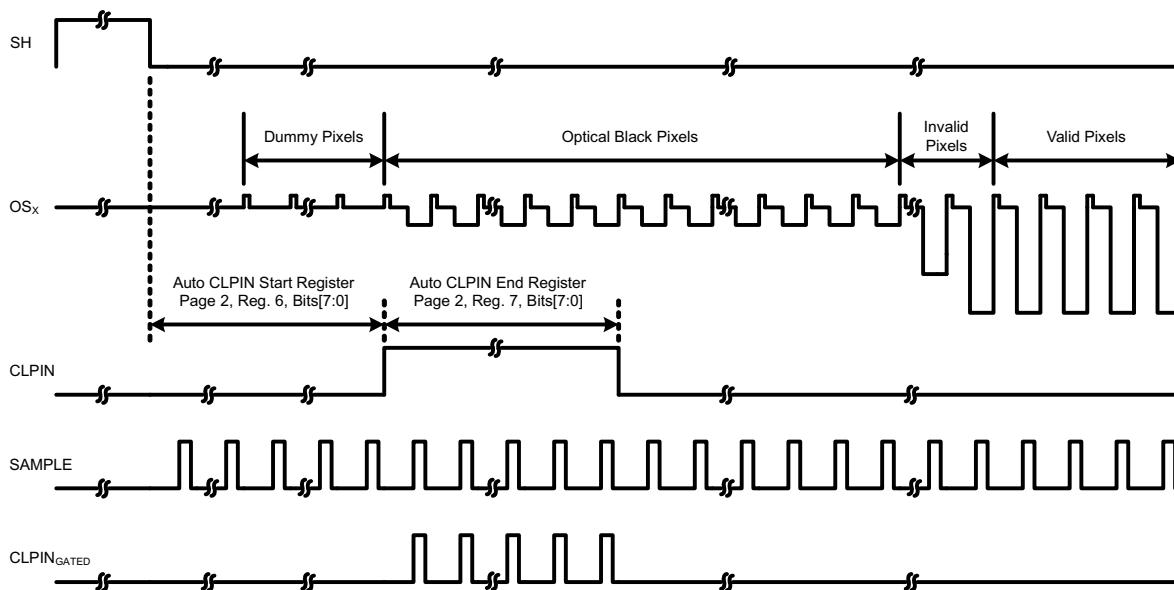 SH
Dummy Pixels
Optical Black Pixels
Invalid
Pixels
Valid Pixels
OSX
Auto CLPIN Start Register
Page 2, Reg. 6, Bits[7:0]
Auto CLPIN End Register
Page 2, Reg. 7, Bits[7:0]
CLPIN
SAMPLE
CLPINGATED